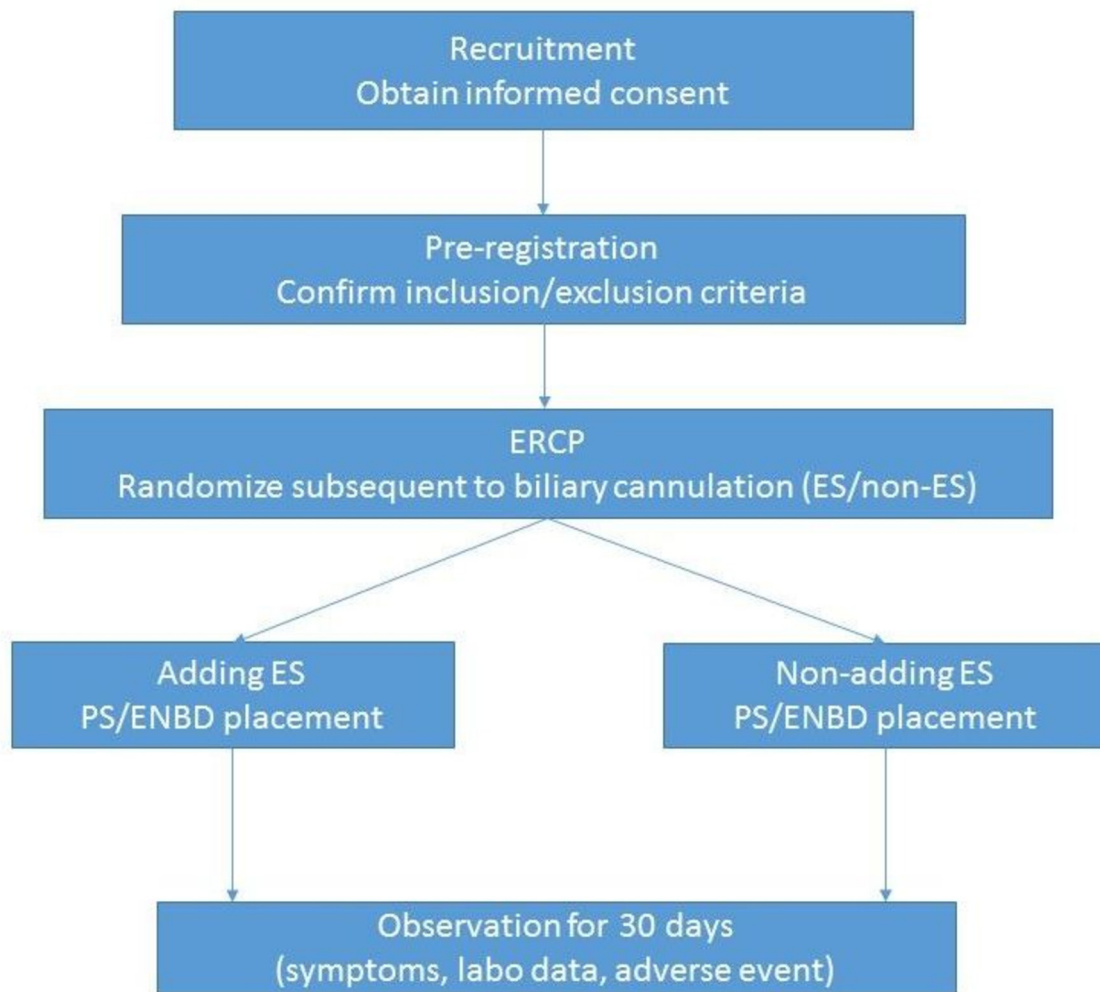 Recruitment
Obtain informed consent
Pre-registration
Confirm inclusion/exclusion criteria
ERCP
Randomize subsequent to biliary cannulation (ES/non-ES)
Adding ES
PS/ENBD placement
Non-adding ES
PS/ENBD placement
Observation for 30 days
(symptoms, labo data, adverse event)